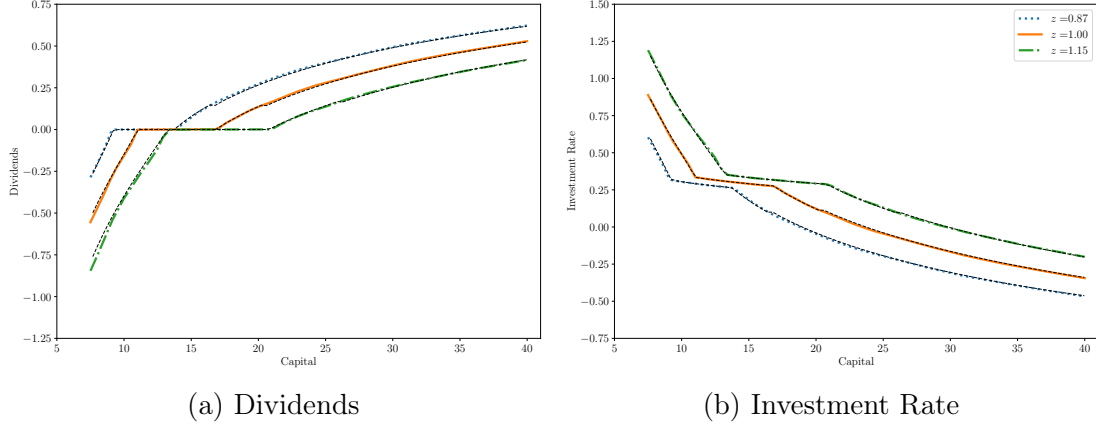 0.75
0.50
0.25
0.00
−0.25
−0.50
−0.75
−1.00
−1.25
Dividends
5 10 15 20 25 30 35 40
Capital
(a) Dividends
1.50
1.25
1.00
0.75
0.50
0.25
0.00
−0.25
−0.50
−0.75
Investment Rate
z =0.87
z =1.00
z =1.15
5 10 15 20 25 30 35 40
Capital
(b) Investment Rate